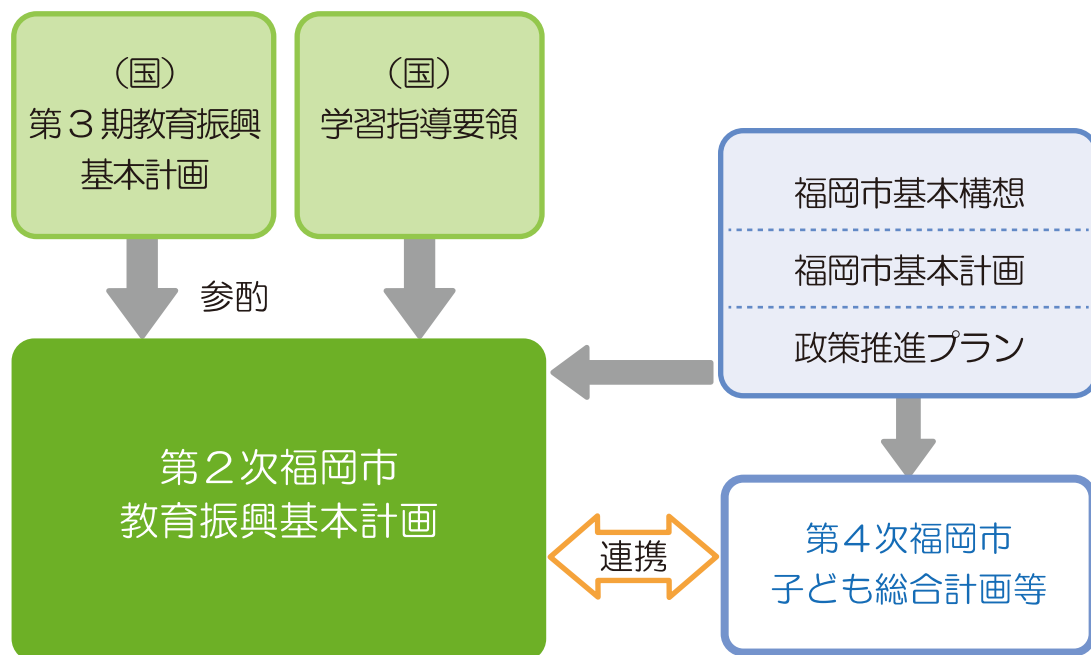 （国）
第３期教育振興
基本計画
（国）
学習指導要領
参酌
福岡市基本構想
福岡市基本計画
政策推進プラン
第２次福岡市
教育振興基本計画
連携
第４次福岡市
子ども総合計画等